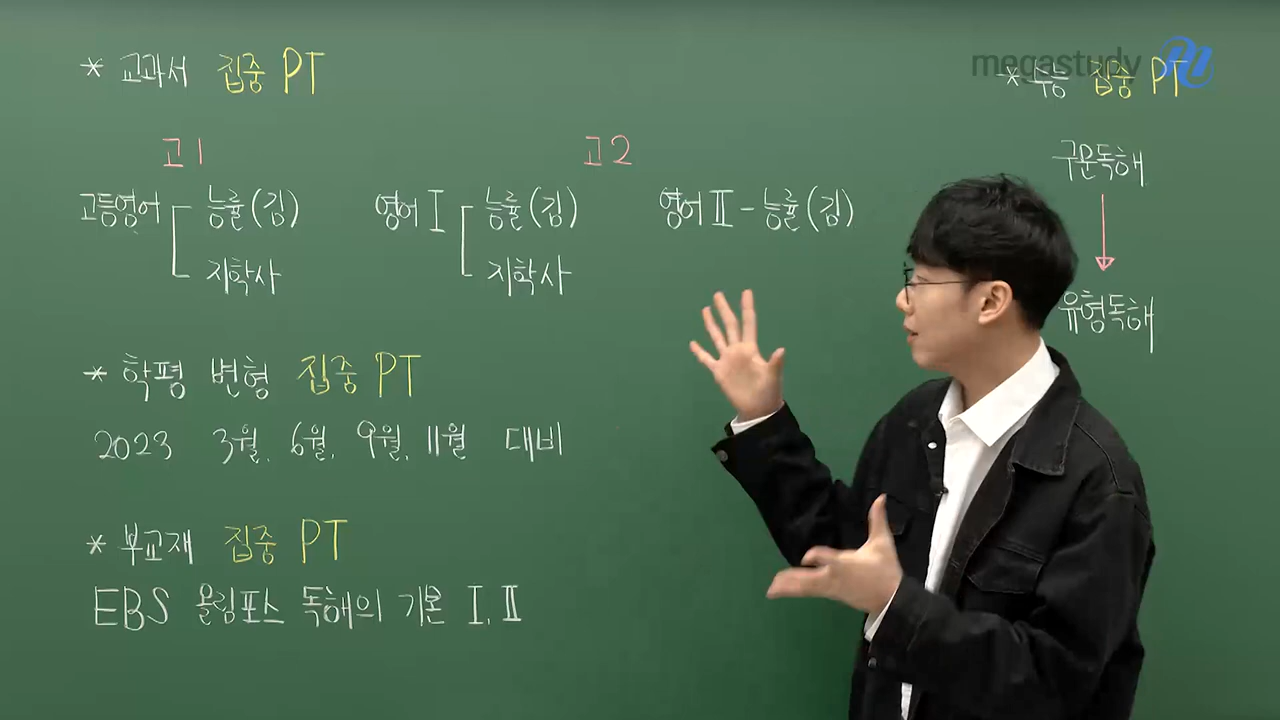 * 교과서 집중 PT
고1
고등영어 능률(김)
지학사
고2
영어 I 능률(김)
지학사
영어 II - 능률(김)
* 학평 변형 집중 PT
2023 3월, 6월, 9월, 11월 대비
* 부교재 집중 PT
EBS 올림포스 독해의 기본 I, II
megastudy
* 수능 집중 PT
구문독해
유형독해